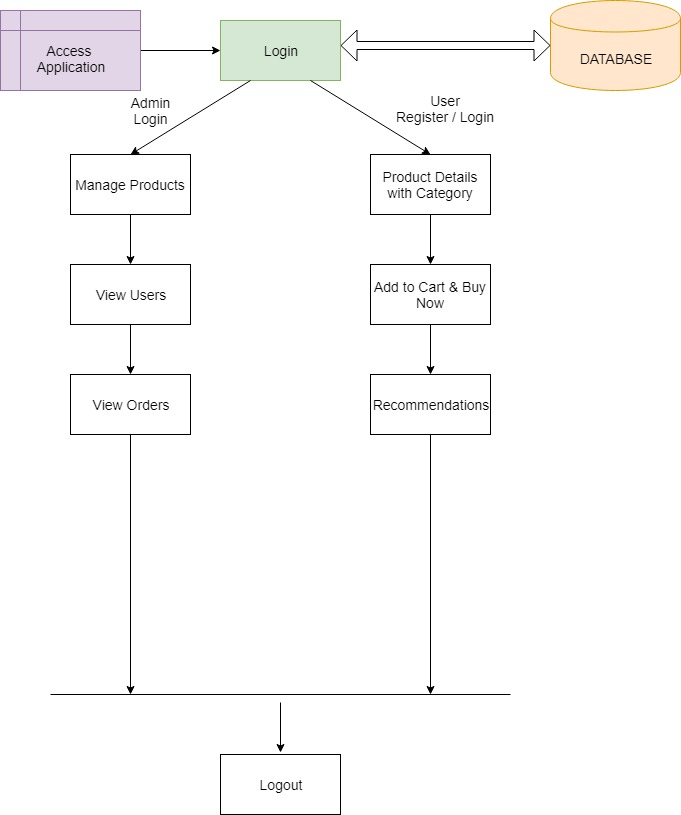 Access
Application
Login
DATABASE
Admin
Login
User
Register / Login
Manage Products
Product Details
with Category
View Users
Add to Cart & Buy
Now
View Orders
Recommendations
Logout